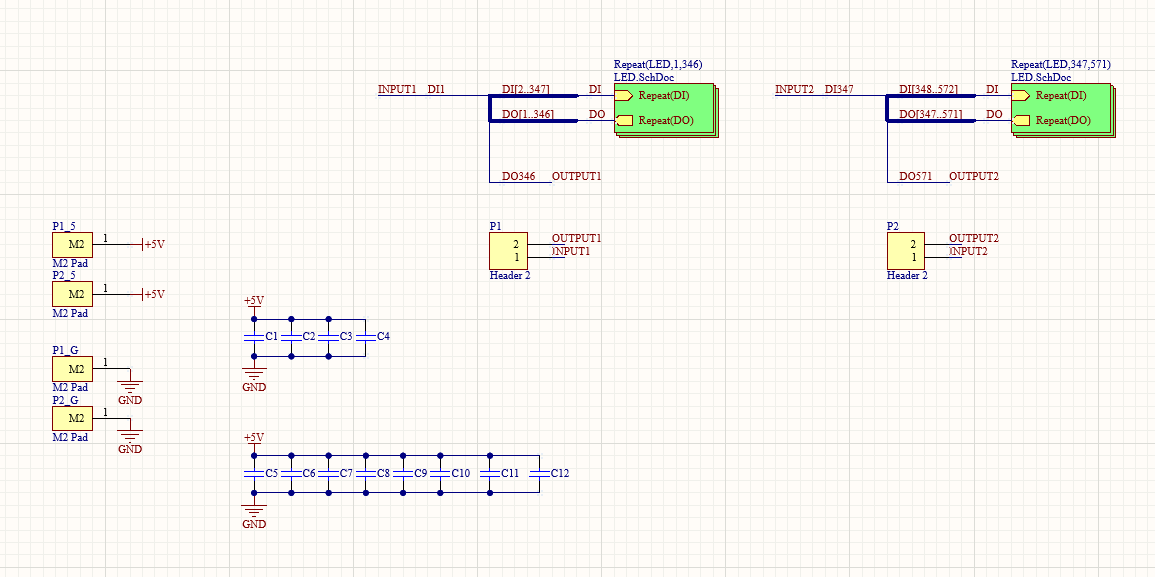 Repeat(LED,1,346)
LED.SchDoc
INPUT1 DI1 DI[2..347] DI Repeat(DI)
DO[1..346] DO Repeat(DO)
DO346 OUTPUT1
Repeat(LED,347,571)
LED.SchDoc
INPUT2 DI347 DI[348..572] DI Repeat(DI)
DO[347..571] DO Repeat(DO)
DO571 OUTPUT2
P1_5
M2 1 +5V
M2 Pad
P2_5
M2 1 +5V
M2 Pad
P1_G
M2 1
GND
M2 Pad
P2_G
M2 1
GND
M2 Pad
P1
2 OUTPUT1
1 INPUT1
Header 2
P2
2 OUTPUT2
1 INPUT2
Header 2
+5V
C1 C2 C3 C4
GND
+5V
C5 C6 C7 C8 C9 C10 C11 C12
GND